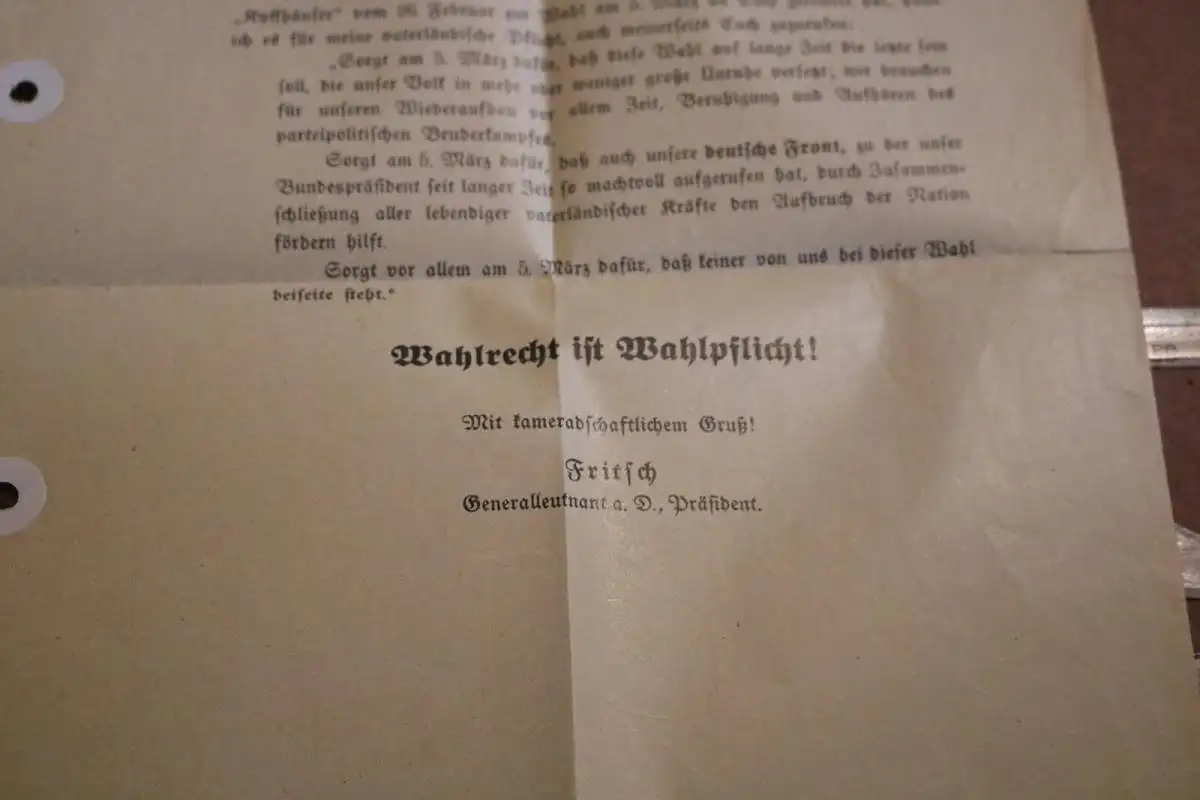 „Kyffhäuser“ vom 26 Februar zur Wahl am 5. März
ich es für meine vaterländische Pflicht, auch meinerseits Euch zuzurufen:
„Sorgt am 5. März dafür, daß diese Wahl auf lange Zeit die letzte sein
soll, die unser Volk in mehr oder weniger große Unruhe versetzt; wir brauchen
für unseren Wiederaufbau vor allem Zeit, Beruhigung und Aufhören des
parteipolitischen Bruderkampfes.
Sorgt am 5. März dafür, daß auch unsere deutsche Front, zu der unser
Bundespräsident seit langer Zeit so machtvoll aufgerufen hat, durch Zusammen-
schließung aller lebendiger vaterländischer Kräfte den Aufbruch der Nation
fördern hilft.
Sorgt vor allem am 5. März dafür, daß keiner von uns bei dieser Wahl
beiseite steht.“
Wahlrecht ist Wahlpflicht!
Mit kameradschaftlichem Gruß!
Fritsch
Generalleutnant a. D., Präsident.